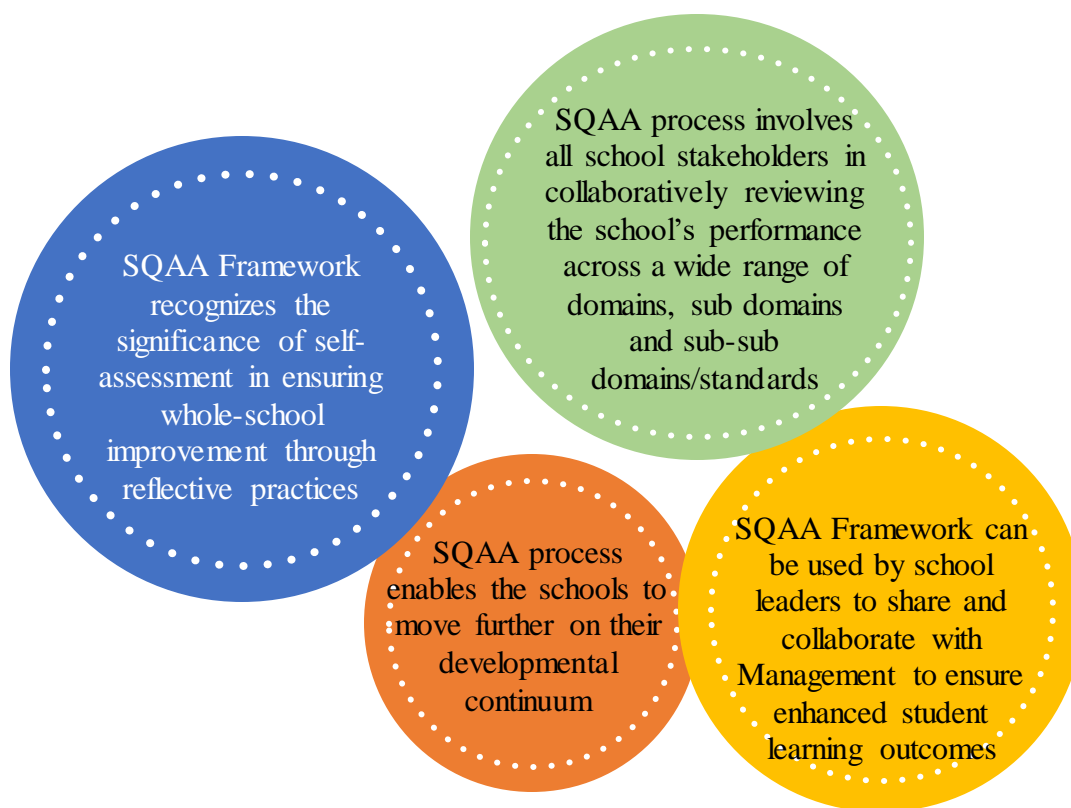 SQAA Framework
recognizes the
significance of self-
assessment in ensuring
whole-school
improvement through
reflective practices
SQAA process involves
all school stakeholders in
collaboratively reviewing
the school's performance
across a wide range of
domains, sub domains
and sub-sub
domains/standards
SQAA process
enables the schools to
move further on their
developmental
continuum
SQAA Framework can
be used by school
leaders to share and
collaborate with
Management to ensure
enhanced student
learning outcomes